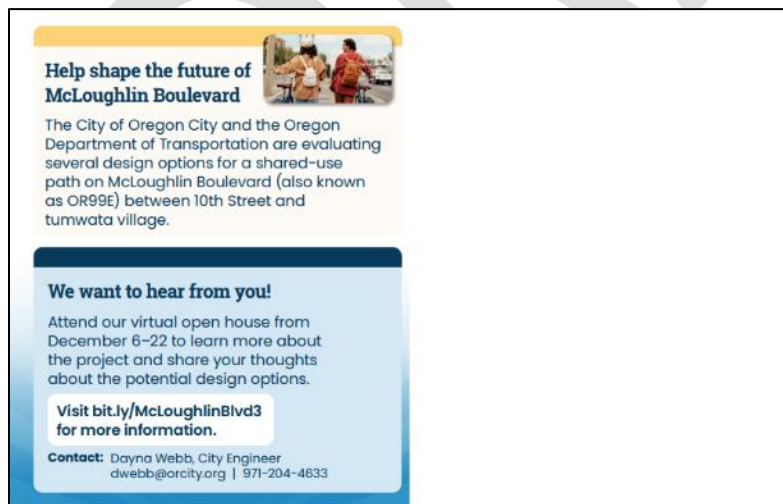 Help shape the future of
McLoughlin Boulevard
The City of Oregon City and the Oregon
Department of Transportation are evaluating
several design options for a shared-use
path on McLoughlin Boulevard (also known
as OR99E) between 10th Street and
tumwata village.
We want to hear from you!
Attend our virtual open house from
December 6–22 to learn more about
the project and share your thoughts
about the potential design options.
Visit bit.ly/McLoughlinBlvd3
for more information.
Contact: Dayna Webb, City Engineer
dwebb@orcity.org | 971-204-4633